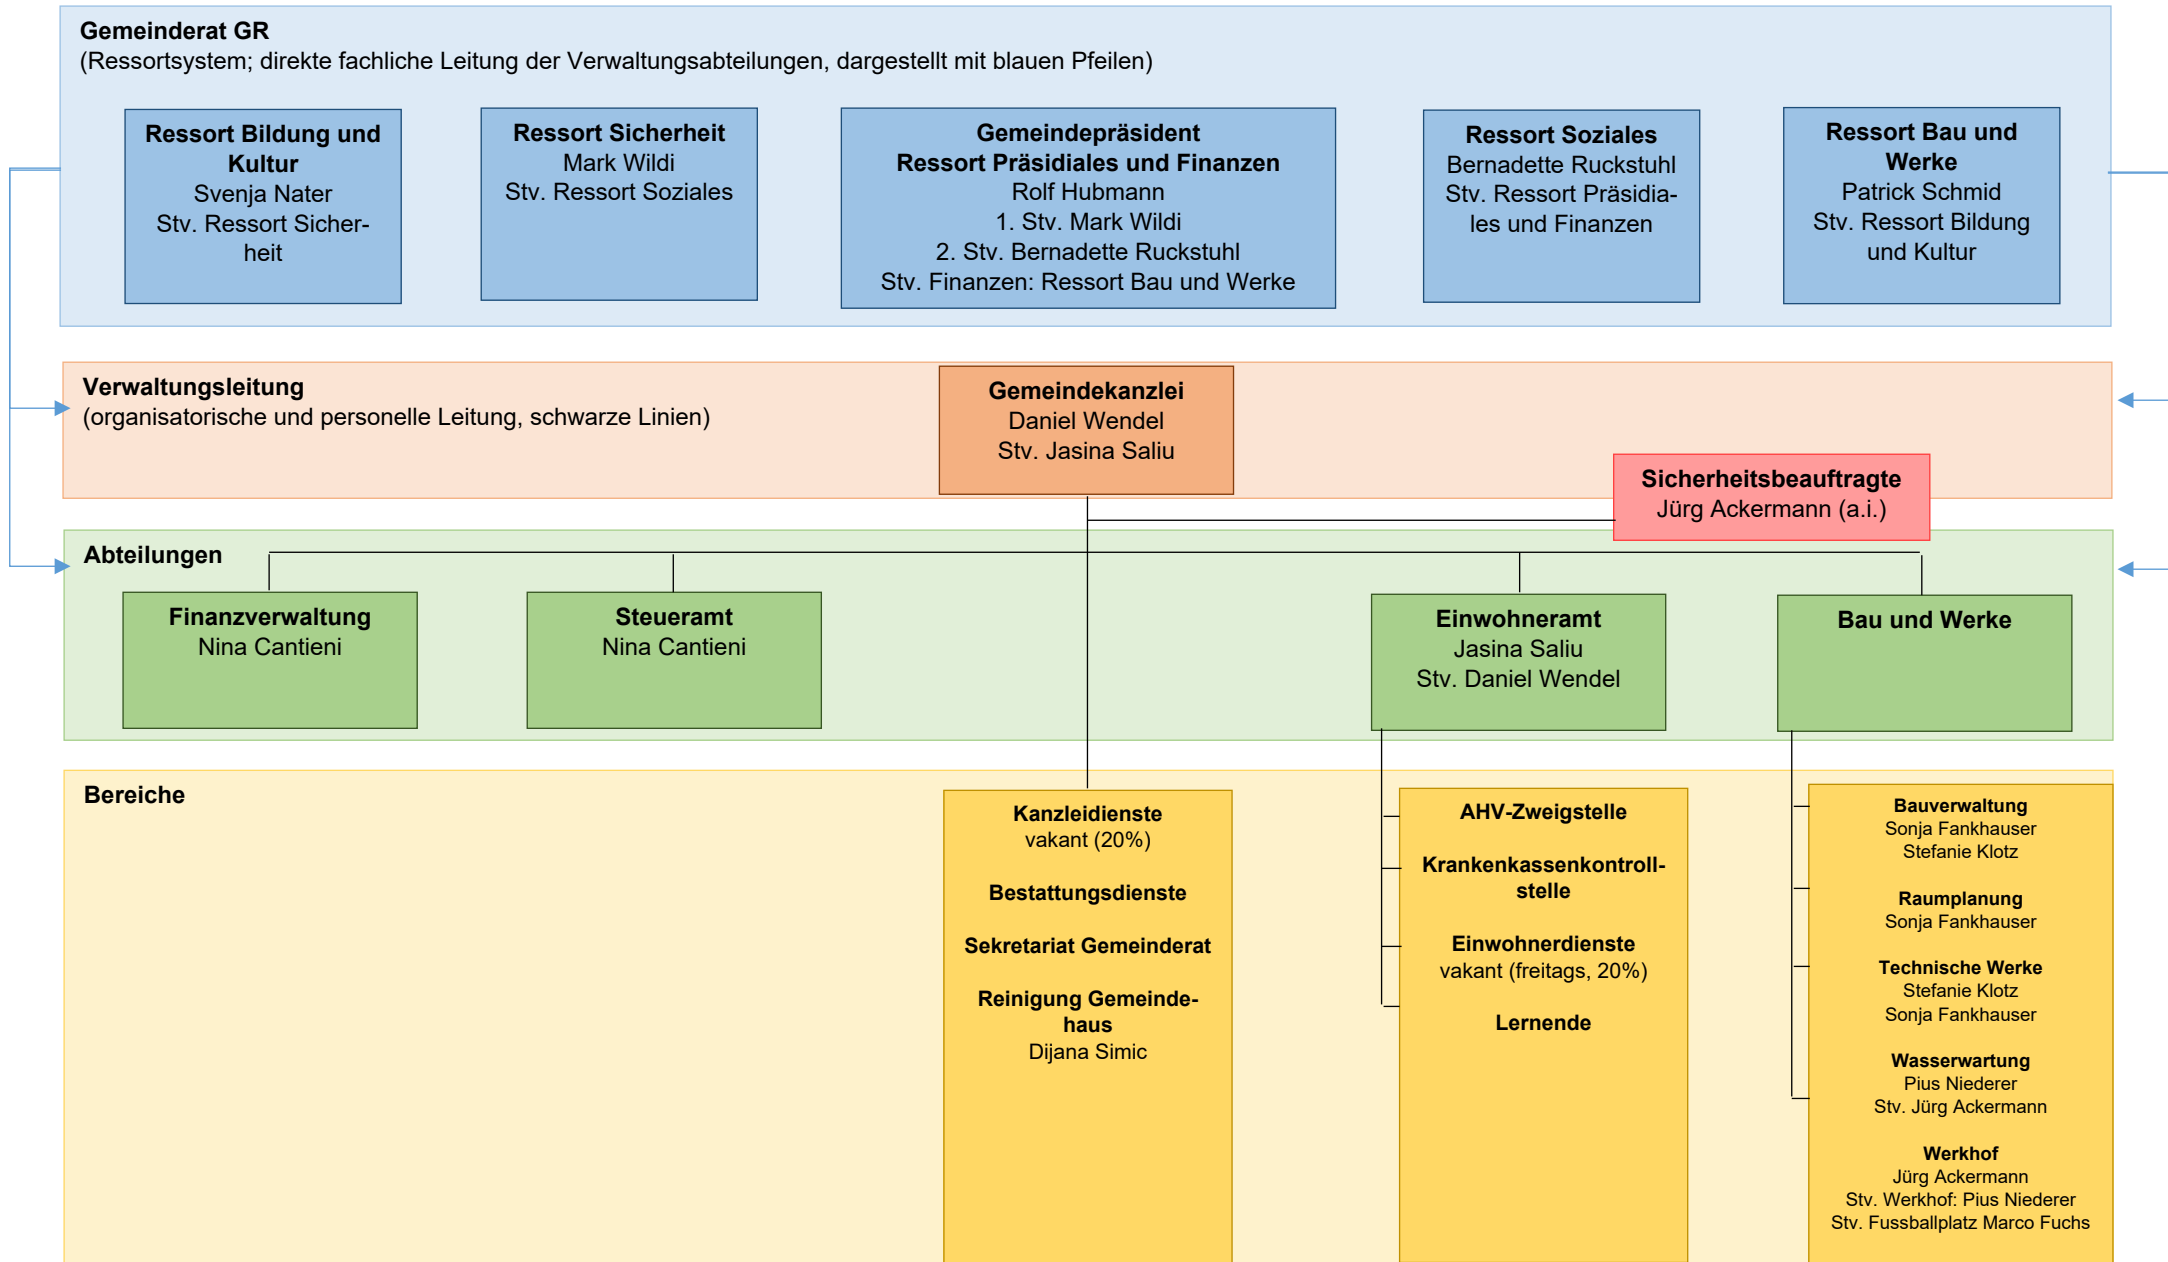 Gemeinderat GR
(Ressortsystem; direkte fachliche Leitung der Verwaltungsabteilungen, dargestellt mit blauen Pfeilen)
Ressort Bildung und
Kultur
Svenja Nater
Stv. Ressort Sicher-
heit
Ressort Sicherheit
Mark Wildi
Stv. Ressort Soziales
Gemeindepräsident
Ressort Präsidiales und Finanzen
Rolf Hubmann
1. Stv. Mark Wildi
2. Stv. Bernadette Ruckstuhl
Stv. Finanzen: Ressort Bau und Werke
Ressort Soziales
Bernadette Ruckstuhl
Stv. Ressort Präsidia-
les und Finanzen
Ressort Bau und
Werke
Patrick Schmid
Stv. Ressort Bildung
und Kultur
Verwaltungsleitung
(organisatorische und personelle Leitung, schwarze Linien)
Gemeindekanzlei
Daniel Wendel
Stv. Jasina Saliu
Sicherheitsbeauftragte
Jürg Ackermann (a.i.)
Abteilungen
Finanzverwaltung
Nina Cantieni
Steueramt
Nina Cantieni
Einwohneramt
Jasina Saliu
Stv. Daniel Wendel
Bau und Werke
Bereiche
Kanzleidienste
vakant (20%)
Bestattungsdienste
Sekretariat Gemeinderat
Reinigung Gemeinde-
haus
Dijana Simic
AHV-Zweigstelle
Krankenkassenkontroll-
stelle
Einwohnerdienste
vakant (freitags, 20%)
Lernende
Bauverwaltung
Sonja Fankhauser
Stefanie Klotz
Raumplanung
Sonja Fankhauser
Technische Werke
Stefanie Klotz
Sonja Fankhauser
Wasserwartung
Pius Niederer
Stv. Jürg Ackermann
Werkhof
Jürg Ackermann
Stv. Werkhof: Pius Niederer
Stv. Fussballplatz Marco Fuchs